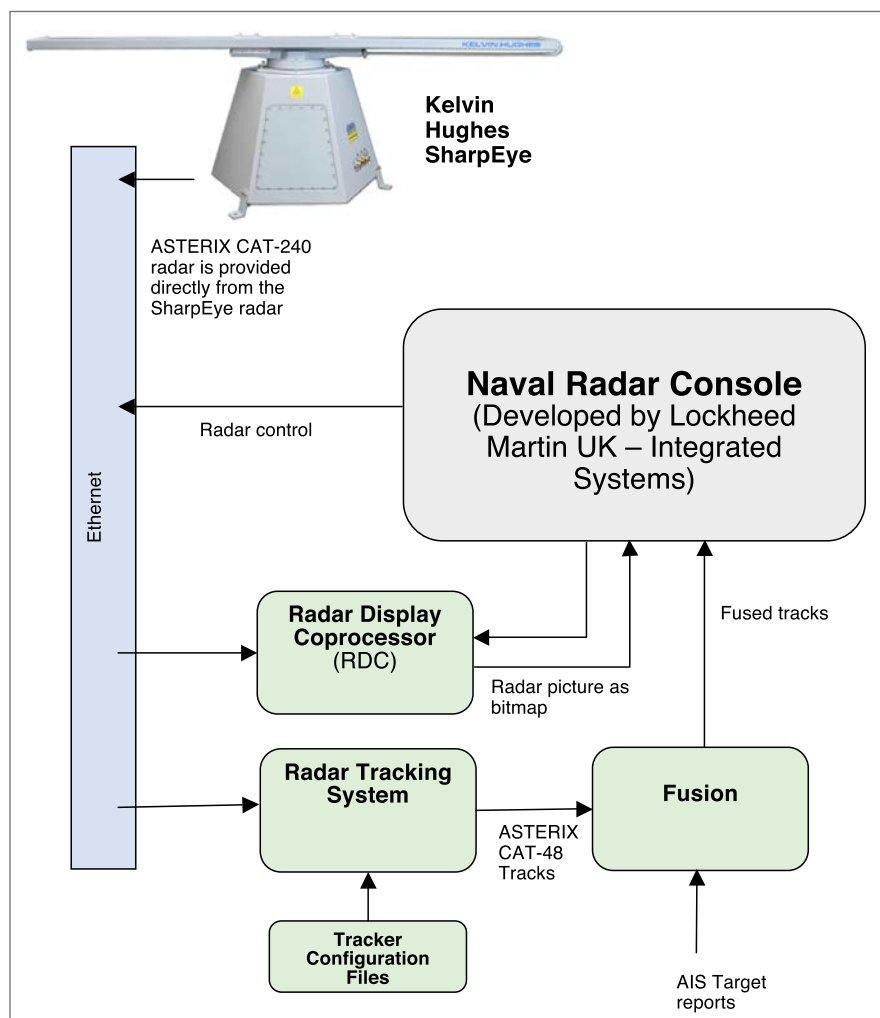 KELVIN HUGHES
Kelvin
Hughes
SharpEye
ASTERIX CAT-240
radar is provided
directly from the
SharpEye radar
Naval Radar Console
(Developed by Lockheed
Martin UK – Integrated
Systems)
Radar control
Ethernet
Radar Display
Coprocessor
(RDC)
Fused tracks
Radar picture as
bitmap
Radar Tracking
System
Fusion
ASTERIX
CAT-48
Tracks
Tracker
Configuration
Files
AIS Target
reports